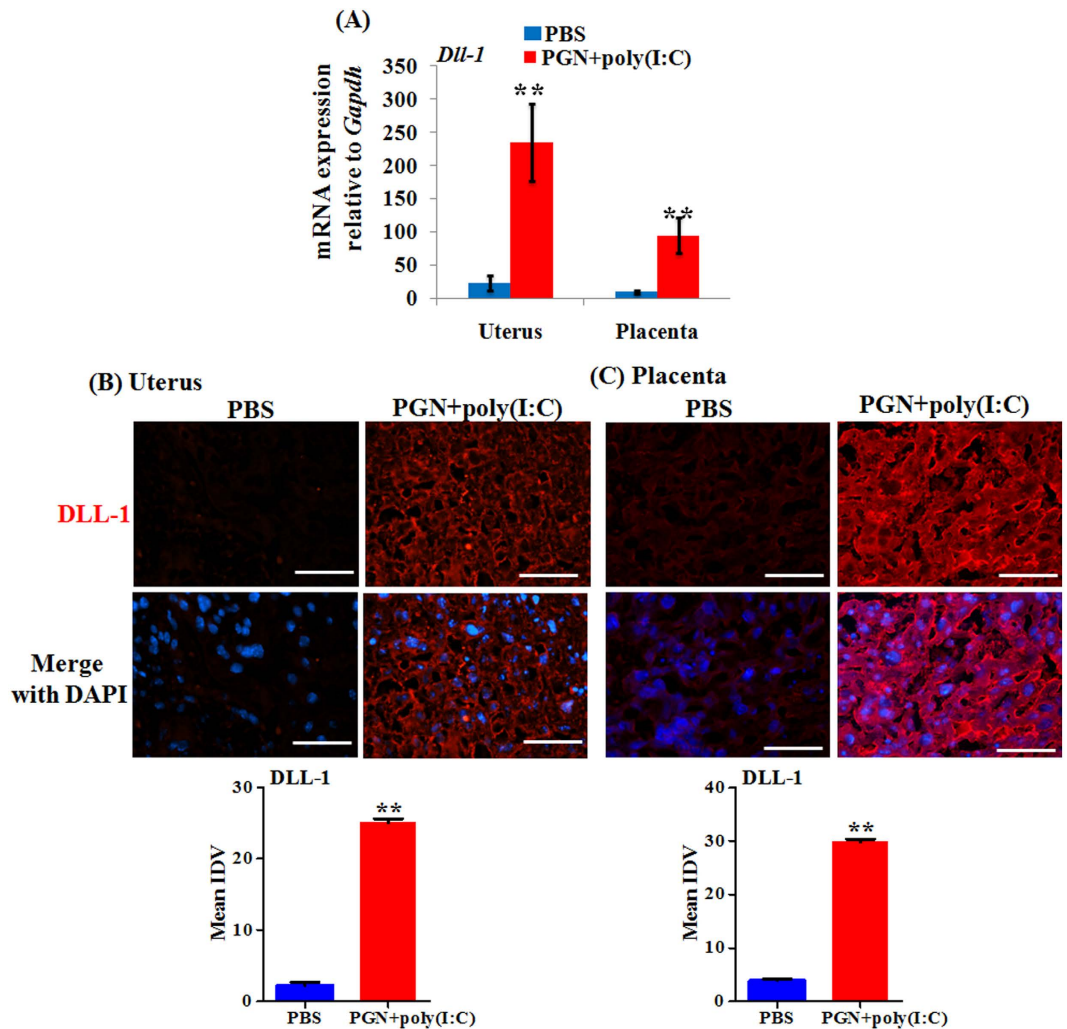 (A)
PBS
PGN+poly(I:C)
Dll-1
mRNA expression
relative to Gapdh
350
300
250
200
150
100
50
0
**
**
Uterus
Placenta
(B) Uterus
(C) Placenta
PBS
PGN+poly(I:C)
PBS
PGN+poly(I:C)
DLL-1
Merge
with DAPI
DLL-1
Mean IDV
30
20
10
0
**
PBS
PGN+poly(I:C)
DLL-1
Mean IDV
40
30
20
10
0
**
PBS
PGN+poly(I:C)